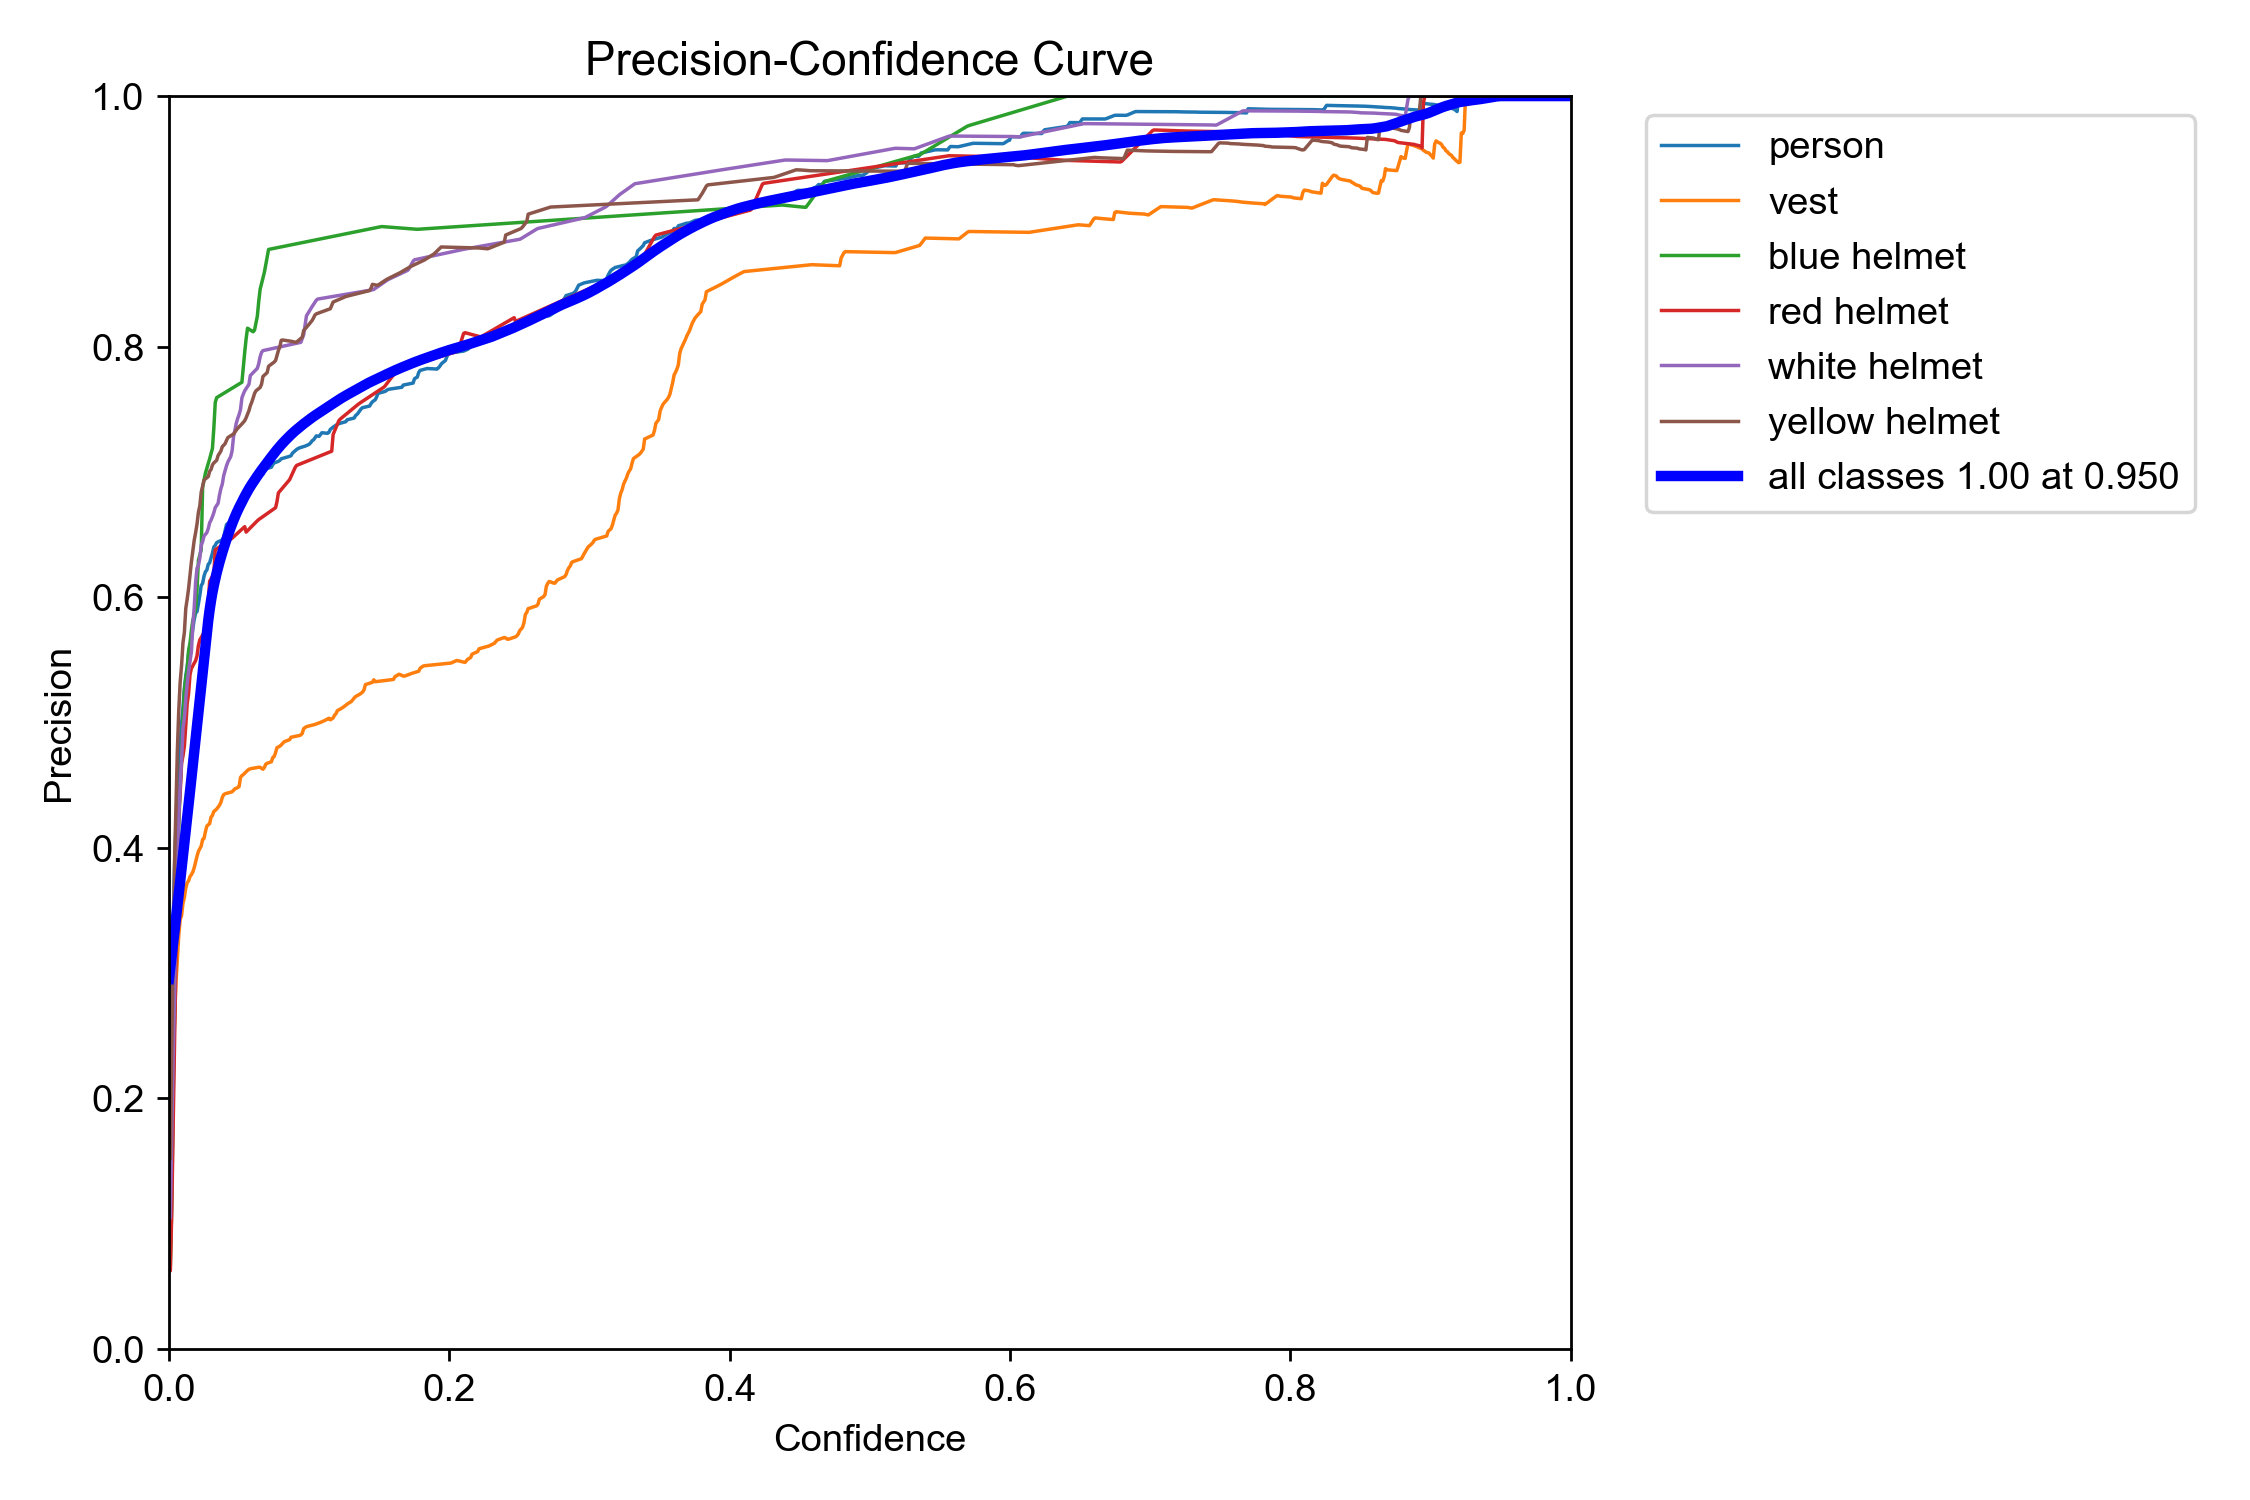 Precision-Confidence Curve
1.0
0.8
0.6
0.4
0.2
0.0
Precision
0.0 0.2 0.4 0.6 0.8 1.0
Confidence
person
vest
blue helmet
red helmet
white helmet
yellow helmet
all classes 1.00 at 0.950